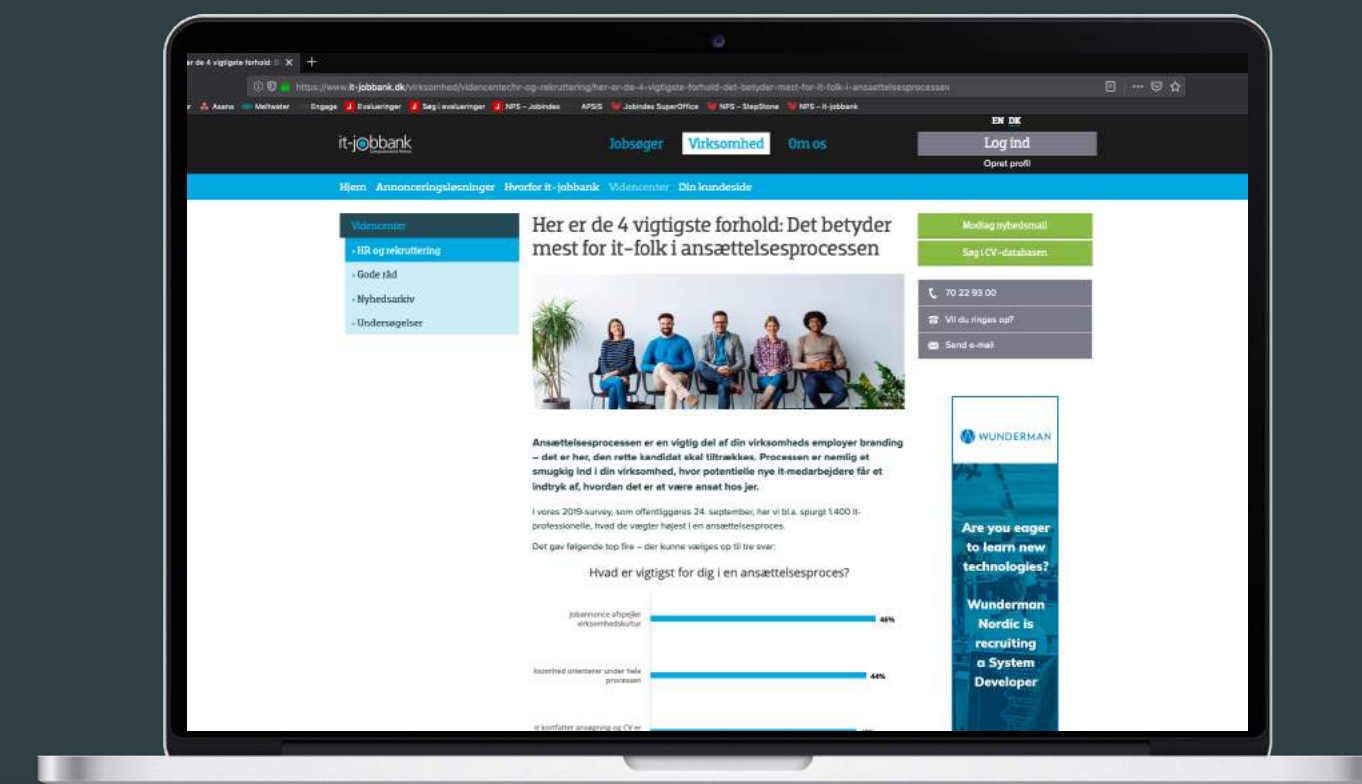 er de 4 vigtigste forhold: D
https://www.it-jobbank.dk/virksomhed/videncenter/hr-og-rekruttering/her-er-de-4-vigtigste-forhold-det-betyder-mest-for-it-folk-i-ansaettelsesprocessen
Asana Meltwater Engage Evalueringer Søg i evalueringer NPS – Jobindex APSIS Jobindex SuperOffice NPS – StepStone NPS – it-jobbank
EN DK
it-jobbank
Jobsøger Virksomhed Om os
Log ind
Opret profil
Hjem Annonceringsløsninger Hvorfor it-jobbank Videncenter Din kundeside
Videncenter
HR og rekruttering
Gode råd
Nyhedsarkiv
Undersøgelser
Her er de 4 vigtigste forhold: Det betyder
mest for it-folk i ansættelsesprocessen
Modtag nyhedsmail
Søg i CV-databasen
70 22 93 00
Vil du ringes op?
Send e-mail
Ansættelsesprocessen er en vigtig del af din virksomheds employer branding
– det er her, den rette kandidat skal tiltrækkes. Processen er nemlig et
smugkig ind i din virksomhed, hvor potentielle nye it-medarbejdere får et
indtryk af, hvordan det er at være ansat hos jer.
I vores 2019-survey, som offentliggøres 24. september, har vi bl.a. spurgt 1.400 it-
professionelle, hvad de vægter højest i en ansættelsesproces.
Det gav følgende top fire – der kunne vælges op til tre svar:
Hvad er vigtigst for dig i en ansættelsesproces?
Jobannonce afspejler
virksomhedskultur
46%
ksomhed orienterer under hele
processen
44%
t kortfattet ansøgning og CV er
WUNDERMAN
Are you eager
to learn new
technologies?
Wunderman
Nordic is
recruiting
a System
Developer